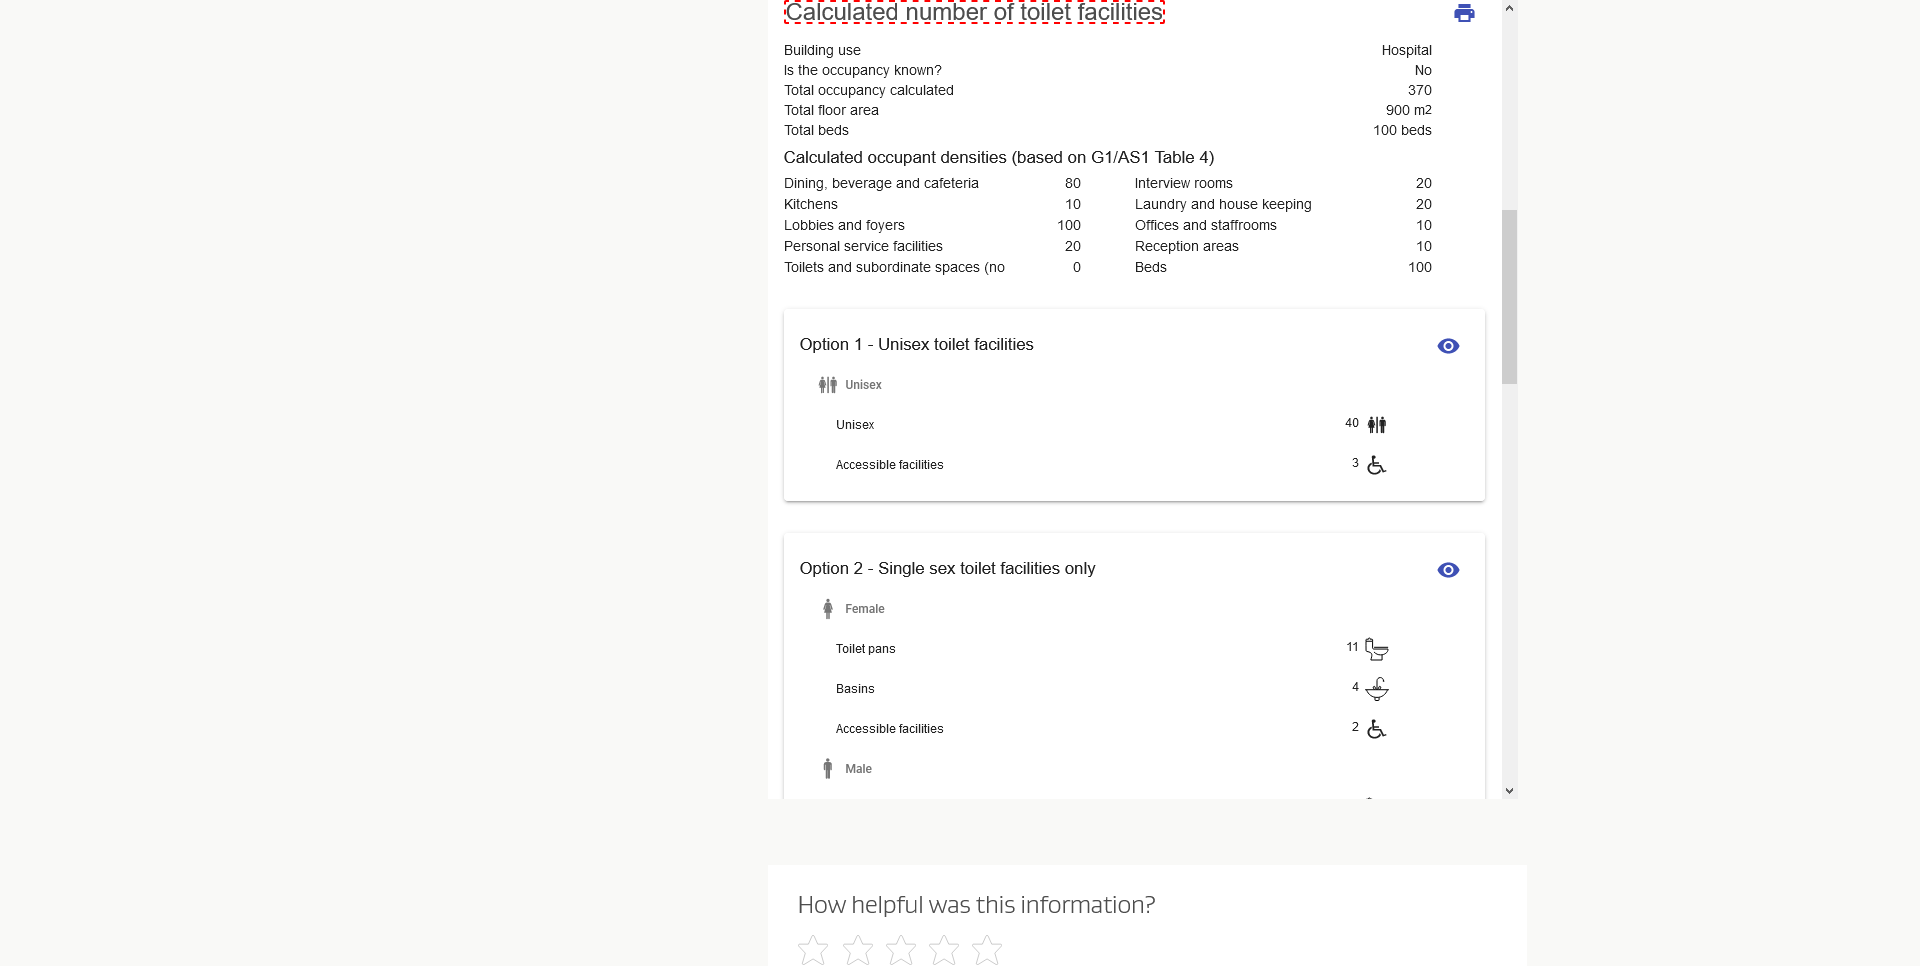 Calculated number of toilet facilities
Building use Hospital
Is the occupancy known? No
Total occupancy calculated 370
Total floor area 900 m2
Total beds 100 beds
Calculated occupant densities (based on G1/AS1 Table 4)
Dining, beverage and cafeteria 80 Interview rooms 20
Kitchens 10 Laundry and house keeping 20
Lobbies and foyers 100 Offices and staffrooms 10
Personal service facilities 20 Reception areas 10
Toilets and subordinate spaces (no 0 Beds 100
Option 1 - Unisex toilet facilities
Unisex
Unisex 40
Accessible facilities 3
Option 2 - Single sex toilet facilities only
Female
Toilet pans 11
Basins 4
Accessible facilities 2
Male
How helpful was this information?